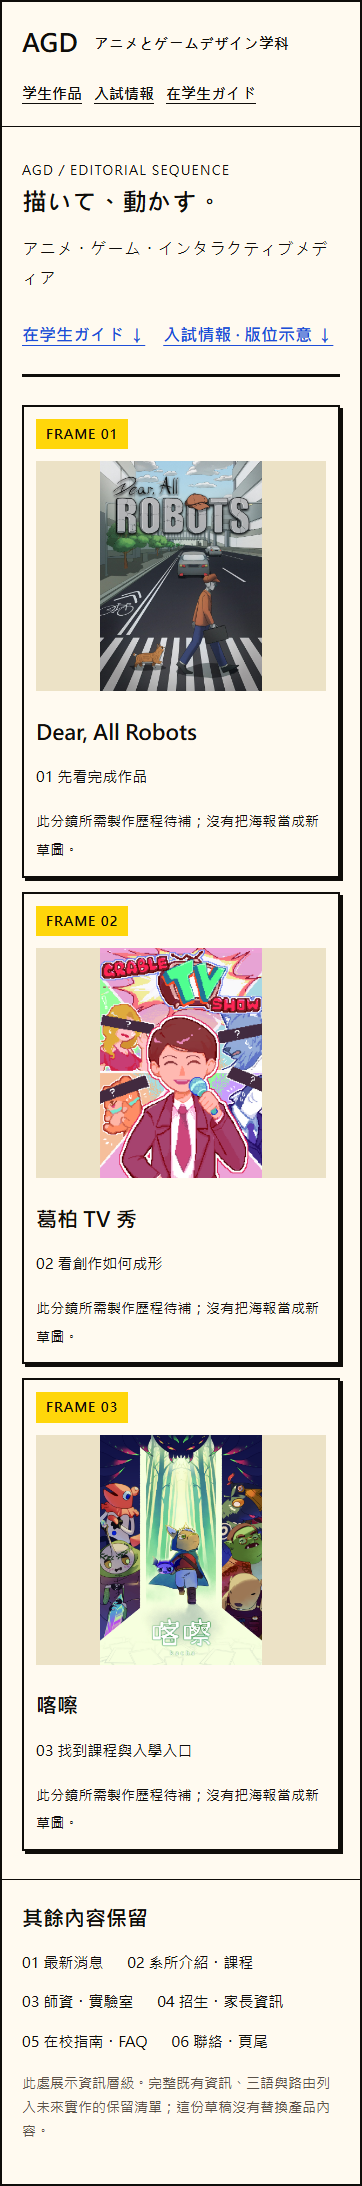 AGD アニメとゲームデザイン学科
学生作品 入試情報 在学生ガイド
AGD / EDITORIAL SEQUENCE
描いて、動かす。
アニメ・ゲーム・インタラクティブメデ
ィア
在学生ガイド ↓ 入試情報 · 版位示意 ↓
FRAME 01
Dear, All
ROBOTS
Dear, All Robots
01 先看完成作品
此分鏡所需製作歷程待補；沒有把海報當成新
草圖。
FRAME 02
GRABLE
TV
SHOW
?
?
?
?
葛柏 TV 秀
02 看創作如何成形
此分鏡所需製作歷程待補；沒有把海報當成新
草圖。
FRAME 03
喀嚓
喀嚓
03 找到課程與入學入口
此分鏡所需製作歷程待補；沒有把海報當成新
草圖。
其餘內容保留
01 最新消息 02 系所介紹・課程
03 師資・實驗室 04 招生・家長資訊
05 在校指南・FAQ 06 聯絡・頁尾
此處展示資訊層級。完整既有資訊、三語與路由列
入未來實作的保留清單；這份草稿沒有替換產品內
容。